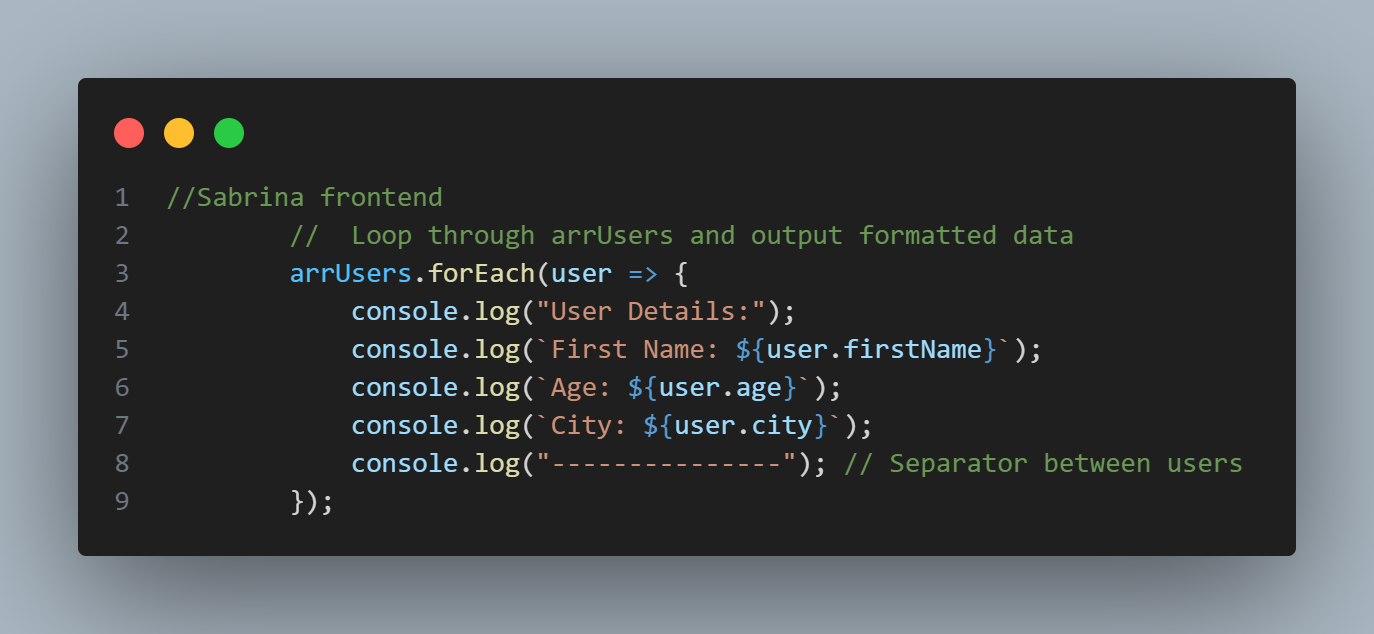 1 //Sabrina frontend
2         //  Loop through arrUsers and output formatted data
3         arrUsers.forEach(user => {
4             console.log("User Details:");
5             console.log(`First Name: ${user.firstName}`);
6             console.log(`Age: ${user.age}`);
7             console.log(`City: ${user.city}`);
8             console.log("---------------"); // Separator between users
9         });